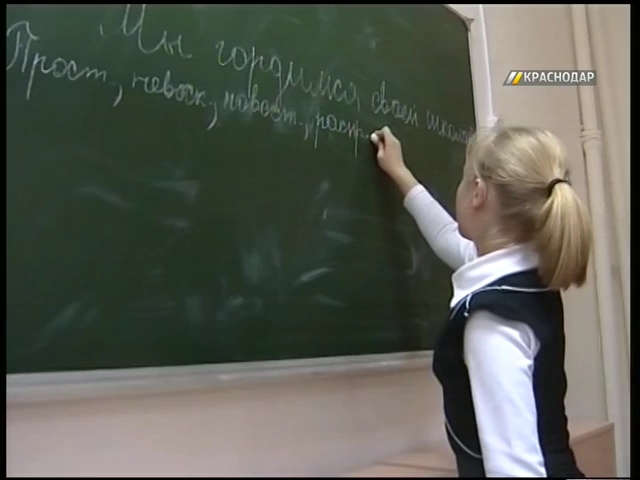 КРАСНОДАР
Мы гордимся своей школой
Прост., невоск., повест., распр.